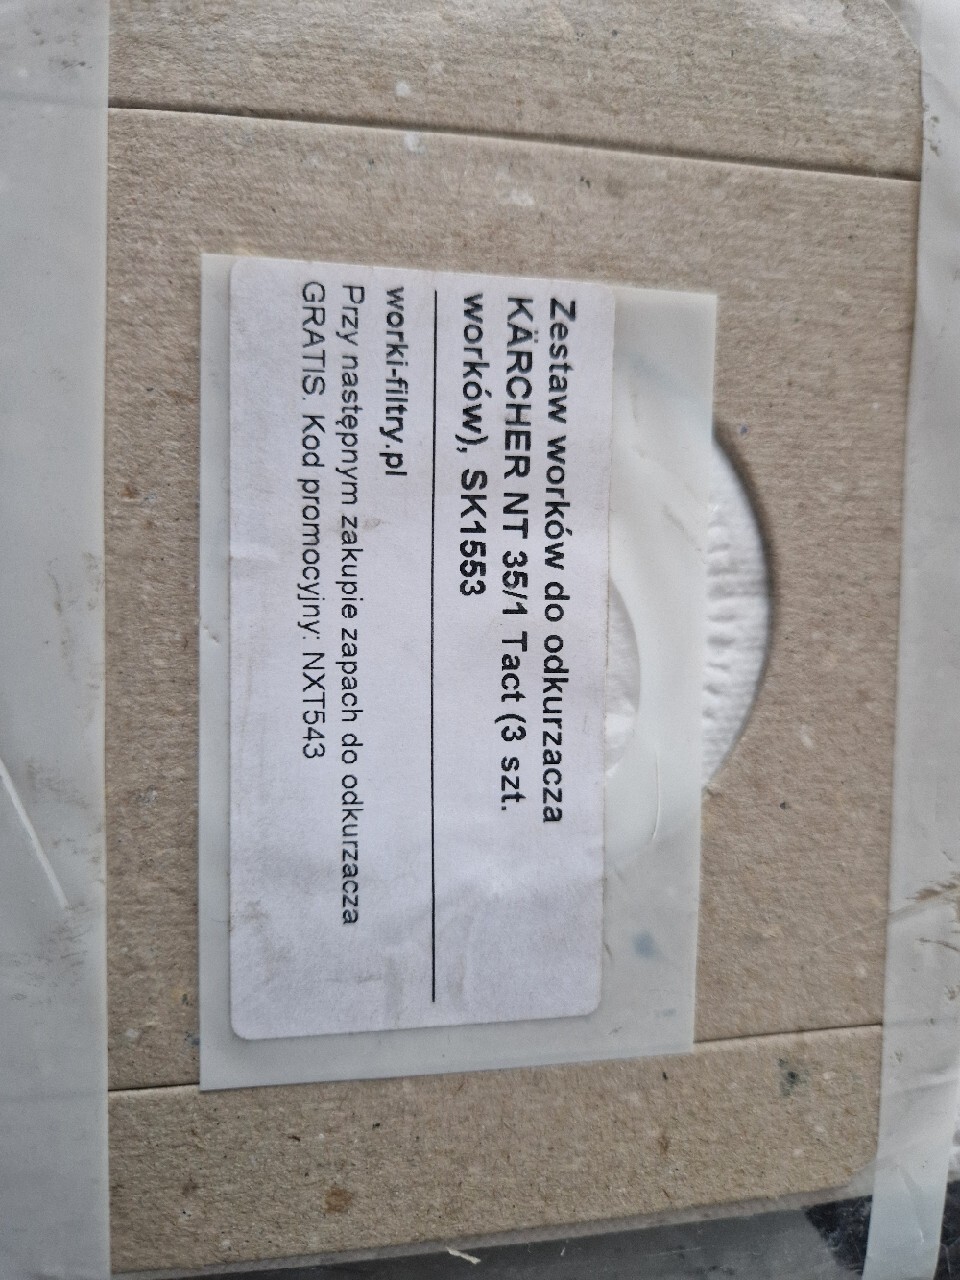 Zestaw worków do odkurzacza
KÄRCHER NT 35/1 Tact (3 szt.
worków), SK1553
worki-filtry.pl
Przy następnym zakupie zapach do odkurzacza
GRATIS. Kod promocyjny: NXT543